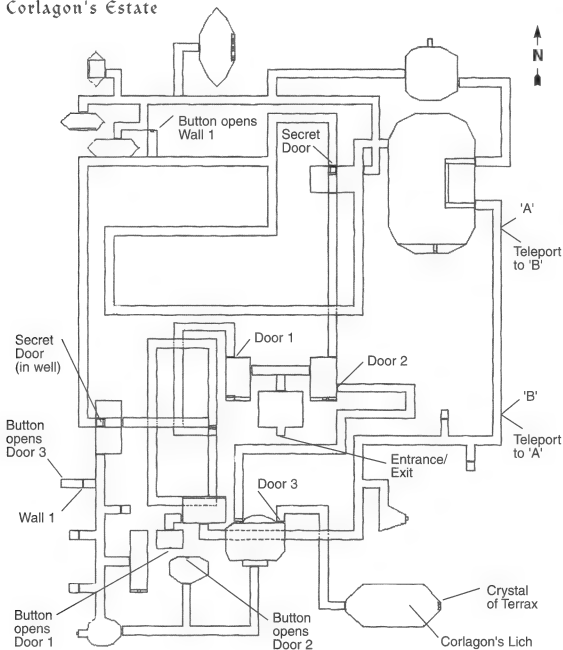 Corlagon's Estate
N
Button opens
Wall 1
Secret
Door
'A'
Teleport
to 'B'
Door 1
Secret
Door
(in well)
Door 2
'B'
Button
opens
Door 3
Teleport
to 'A'
Entrance/
Exit
Door 3
Wall 1
Crystal
of Terrax
Button
opens
Door 1
Button
opens
Door 2
Corlagon's Lich